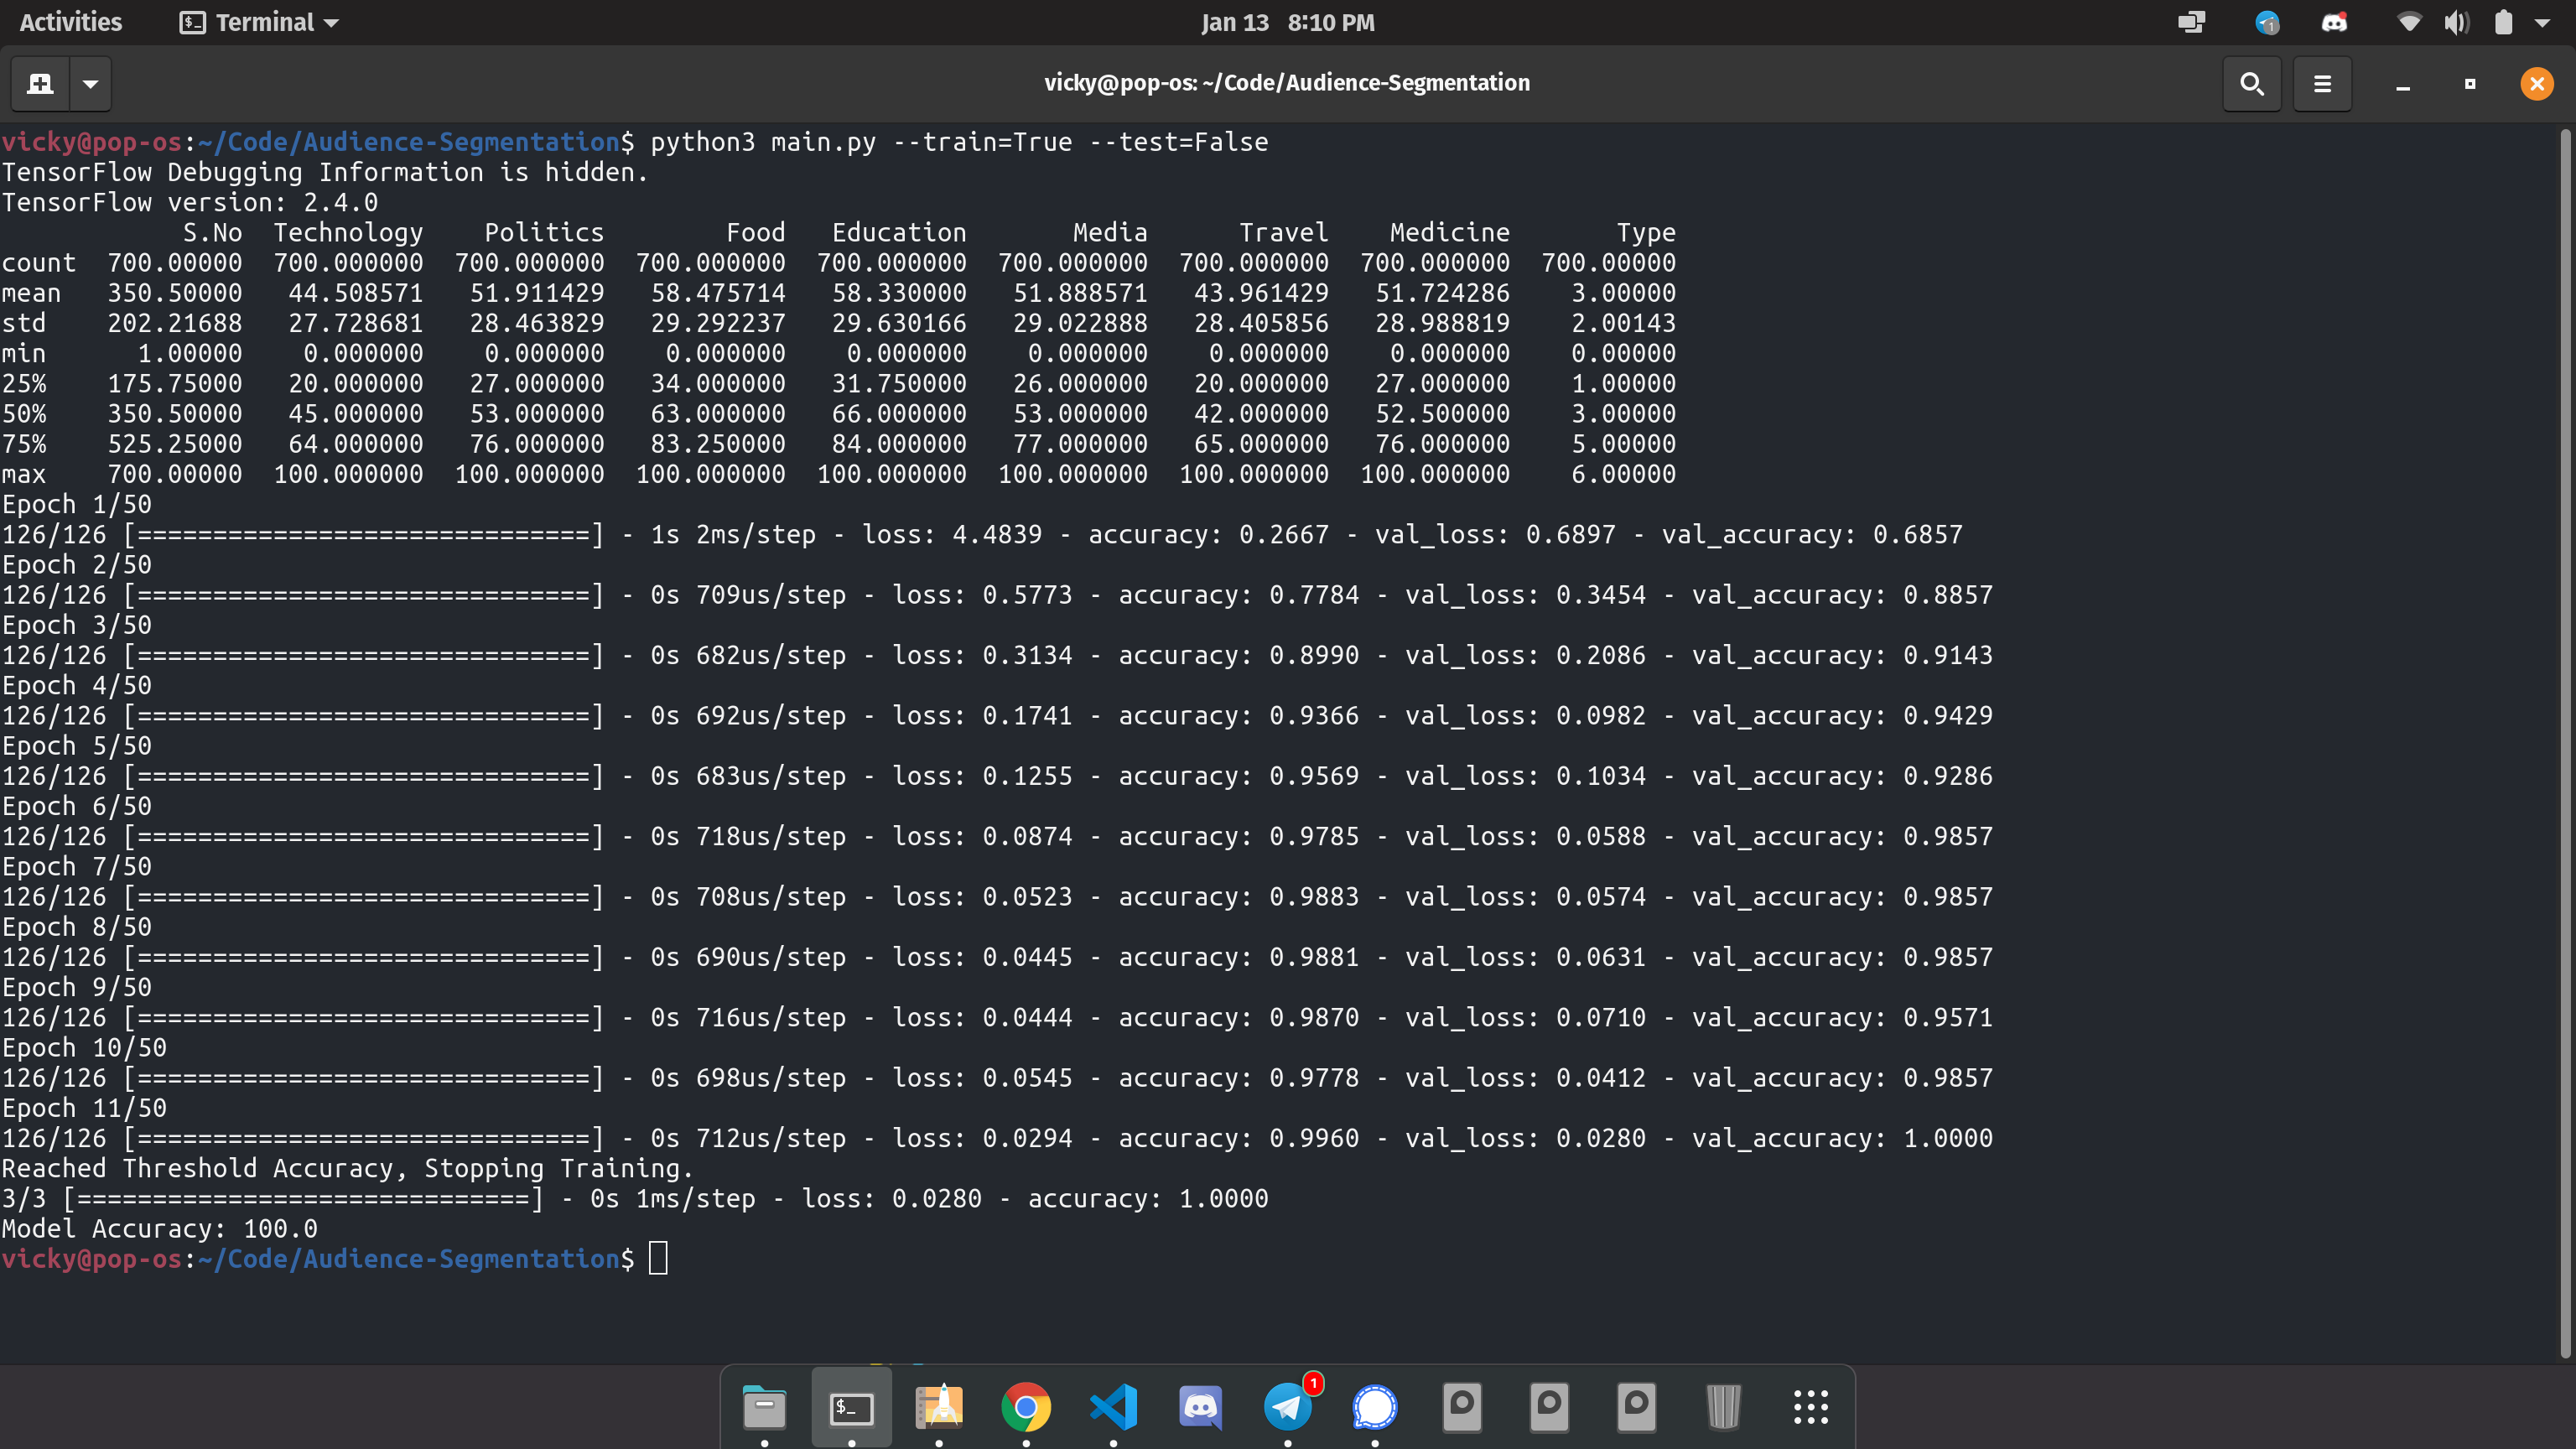 Activities Terminal Jan 13 8:10 PM 1
vicky@pop-os: ~/Code/Audience-Segmentation
vicky@pop-os:~/Code/Audience-Segmentation$ python3 main.py --train=True --test=False
TensorFlow Debugging Information is hidden.
TensorFlow version: 2.4.0
S.No Technology Politics Food Education Media Travel Medicine Type
count 700.00000 700.000000 700.000000 700.000000 700.000000 700.000000 700.000000 700.000000 700.00000
mean 350.50000 44.508571 51.911429 58.475714 58.330000 51.888571 43.961429 51.724286 3.00000
std 202.21688 27.728681 28.463829 29.292237 29.630166 29.022888 28.405856 28.988819 2.00143
min 1.00000 0.000000 0.000000 0.000000 0.000000 0.000000 0.000000 0.000000 0.00000
25% 175.75000 20.000000 27.000000 34.000000 31.750000 26.000000 20.000000 27.000000 1.00000
50% 350.50000 45.000000 53.000000 63.000000 66.000000 53.000000 42.000000 52.500000 3.00000
75% 525.25000 64.000000 76.000000 83.250000 84.000000 77.000000 65.000000 76.000000 5.00000
max 700.00000 100.000000 100.000000 100.000000 100.000000 100.000000 100.000000 100.000000 6.00000
Epoch 1/50
126/126 [==============================] - 1s 2ms/step - loss: 4.4839 - accuracy: 0.2667 - val_loss: 0.6897 - val_accuracy: 0.6857
Epoch 2/50
126/126 [==============================] - 0s 709us/step - loss: 0.5773 - accuracy: 0.7784 - val_loss: 0.3454 - val_accuracy: 0.8857
Epoch 3/50
126/126 [==============================] - 0s 682us/step - loss: 0.3134 - accuracy: 0.8990 - val_loss: 0.2086 - val_accuracy: 0.9143
Epoch 4/50
126/126 [==============================] - 0s 692us/step - loss: 0.1741 - accuracy: 0.9366 - val_loss: 0.0982 - val_accuracy: 0.9429
Epoch 5/50
126/126 [==============================] - 0s 683us/step - loss: 0.1255 - accuracy: 0.9569 - val_loss: 0.1034 - val_accuracy: 0.9286
Epoch 6/50
126/126 [==============================] - 0s 718us/step - loss: 0.0874 - accuracy: 0.9785 - val_loss: 0.0588 - val_accuracy: 0.9857
Epoch 7/50
126/126 [==============================] - 0s 708us/step - loss: 0.0523 - accuracy: 0.9883 - val_loss: 0.0574 - val_accuracy: 0.9857
Epoch 8/50
126/126 [==============================] - 0s 690us/step - loss: 0.0445 - accuracy: 0.9881 - val_loss: 0.0631 - val_accuracy: 0.9857
Epoch 9/50
126/126 [==============================] - 0s 716us/step - loss: 0.0444 - accuracy: 0.9870 - val_loss: 0.0710 - val_accuracy: 0.9571
Epoch 10/50
126/126 [==============================] - 0s 698us/step - loss: 0.0545 - accuracy: 0.9778 - val_loss: 0.0412 - val_accuracy: 0.9857
Epoch 11/50
126/126 [==============================] - 0s 712us/step - loss: 0.0294 - accuracy: 0.9960 - val_loss: 0.0280 - val_accuracy: 1.0000
Reached Threshold Accuracy, Stopping Training.
3/3 [==============================] - 0s 1ms/step - loss: 0.0280 - accuracy: 1.0000
Model Accuracy: 100.0
vicky@pop-os:~/Code/Audience-Segmentation$
$_ 1